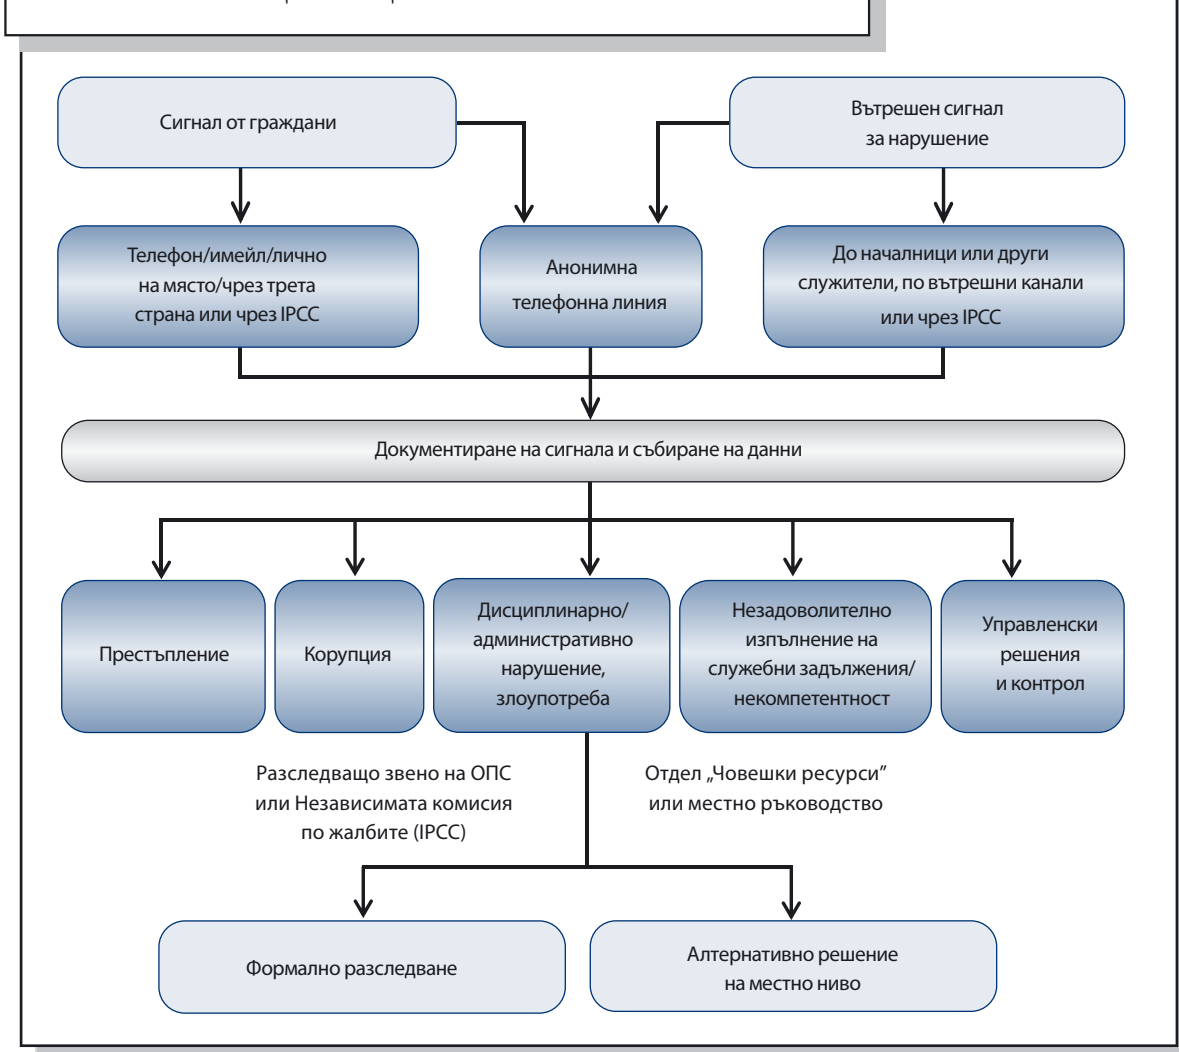 Сигнал от граждани
Вътрешен сигнал
за нарушение
Телефон/имейл/лично
на място/чрез трета
страна или чрез IPCC
Анонимна
телефонна линия
До началници или други
служители, по вътрешни канали
или чрез IPCC
Документиране на сигнала и събиране на данни
Престъпление
Корупция
Дисциплинарно/
административно
нарушение,
злоупотреба
Незадоволително
изпълнение на
служебни задължения/
некомпетентност
Управленски
решения
и контрол
Разследващо звено на ОПС
или Независимата комисия
по жалбите (IPCC)
Отдел „Човешки ресурси”
или местно ръководство
Формално разследване
Алтернативно решение
на местно ниво